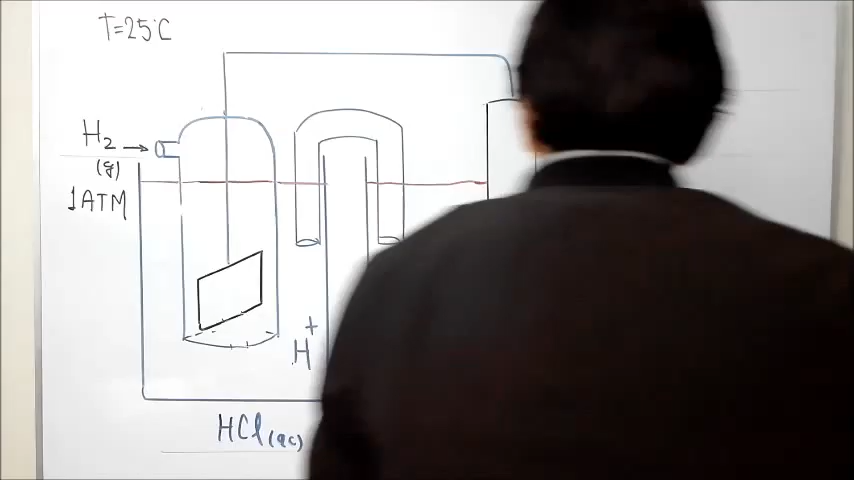 T=25°C
H₂ →
(g)
1ATM
H⁺
HCl(ac)